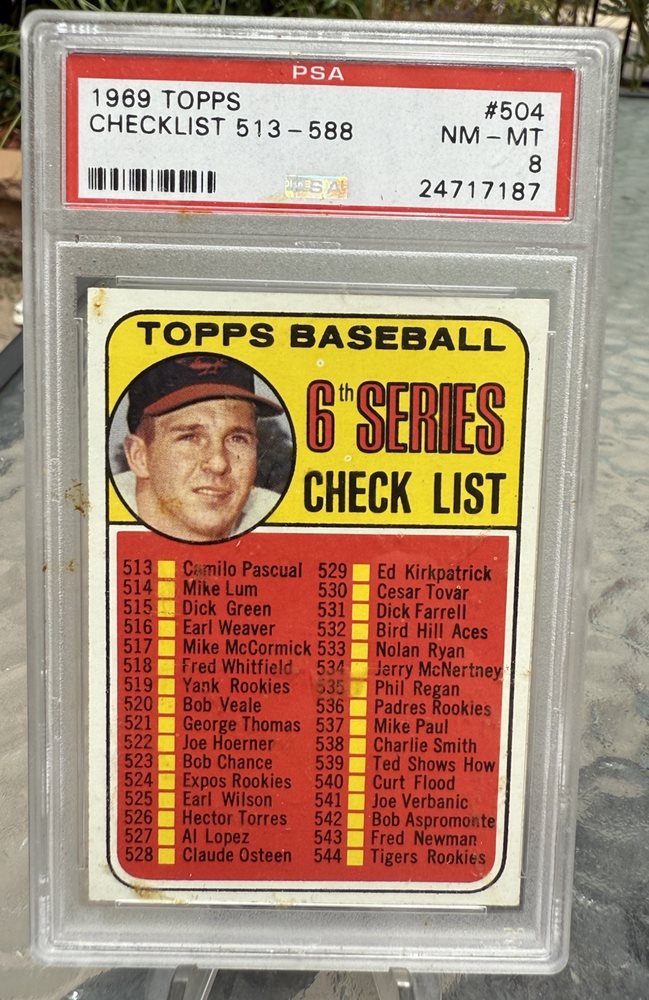 PSA
1969 TOPPS #504
CHECKLIST 513-588 NM-MT
8
PSA 24717187
TOPPS BASEBALL
6th SERIES
CHECK LIST
513 Camilo Pascual
514 Mike Lum
515 Dick Green
516 Earl Weaver
517 Mike McCormick
518 Fred Whitfield
519 Yank Rookies
520 Bob Veale
521 George Thomas
522 Joe Hoerner
523 Bob Chance
524 Expos Rookies
525 Earl Wilson
526 Hector Torres
527 Al Lopez
528 Claude Osteen
529 Ed Kirkpatrick
530 Cesar Tovar
531 Dick Farrell
532 Bird Hill Aces
533 Nolan Ryan
534 Jerry McNertney
535 Phil Regan
536 Padres Rookies
537 Mike Paul
538 Charlie Smith
539 Ted Shows How
540 Curt Flood
541 Joe Verbanic
542 Bob Aspromonte
543 Fred Newman
544 Tigers Rookies